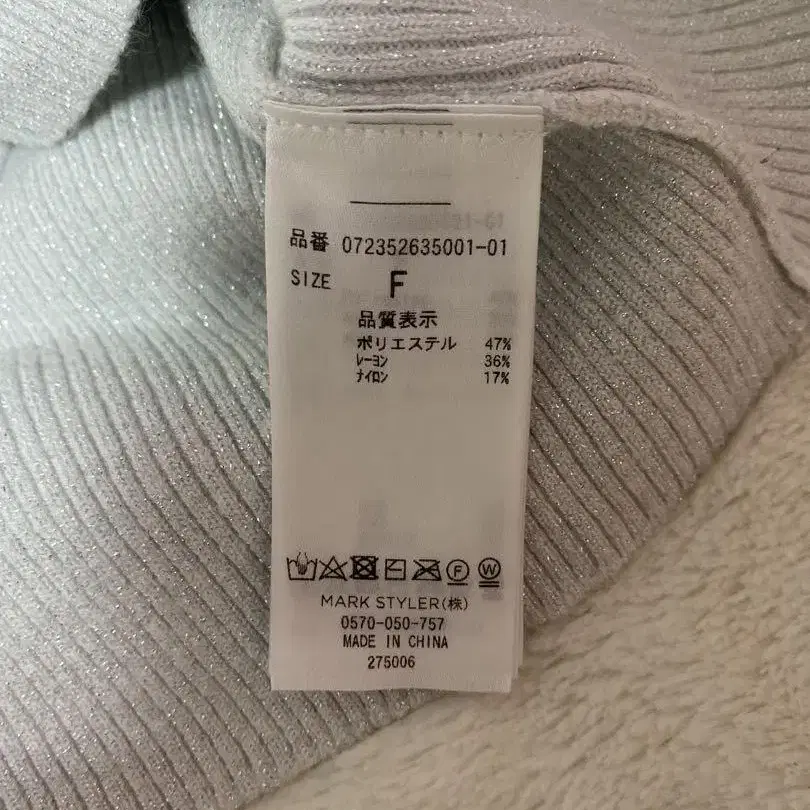 品番 072352635001-01
SIZE F
品質表示
ポリエステル 47%
ﾚｰﾖﾝ 36%
ﾅｲﾛﾝ 17%
F W
MARK STYLER(株)
0570-050-757
MADE IN CHINA
275006